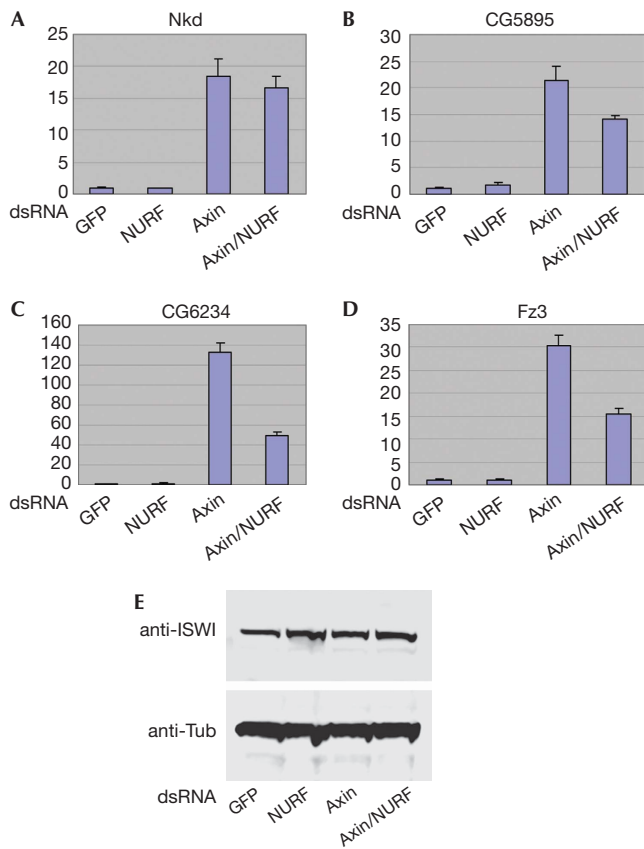 A
Nkd
25
20
15
10
5
0
dsRNA
GFP
NURF
Axin
Axin/NURF
B
CG5895
30
25
20
15
10
5
0
dsRNA
GFP
NURF
Axin
Axin/NURF
C
CG6234
160
140
120
100
80
60
40
20
0
dsRNA
GFP
NURF
Axin
Axin/NURF
D
Fz3
35
30
25
20
15
10
5
0
dsRNA
GFP
NURF
Axin
Axin/NURF
E
anti-ISWI
anti-Tub
dsRNA
GFP
NURF
Axin
Axin/NURF